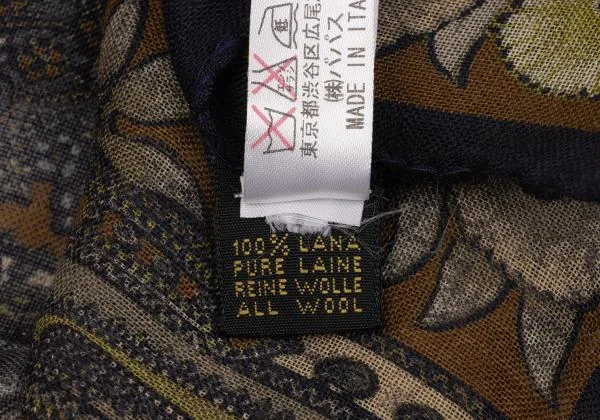 東京都渋谷区広尾
(株)パパス
MADE IN ITA
低
100% LANA
PURE LAINE
REINE WOLLE
ALL WOOL